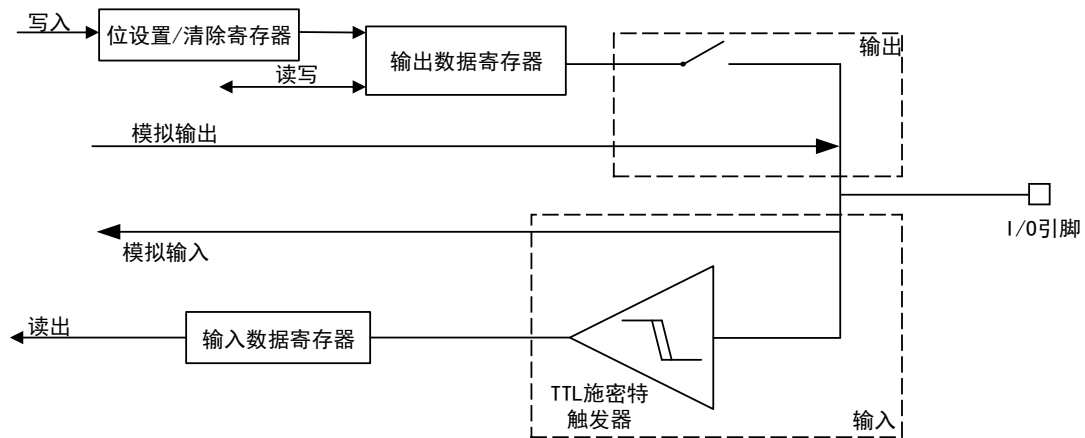 写入
位设置/清除寄存器
读写
输出数据寄存器
输出
模拟输出
I/O引脚
模拟输入
读出
输入数据寄存器
TTL施密特
触发器
输入